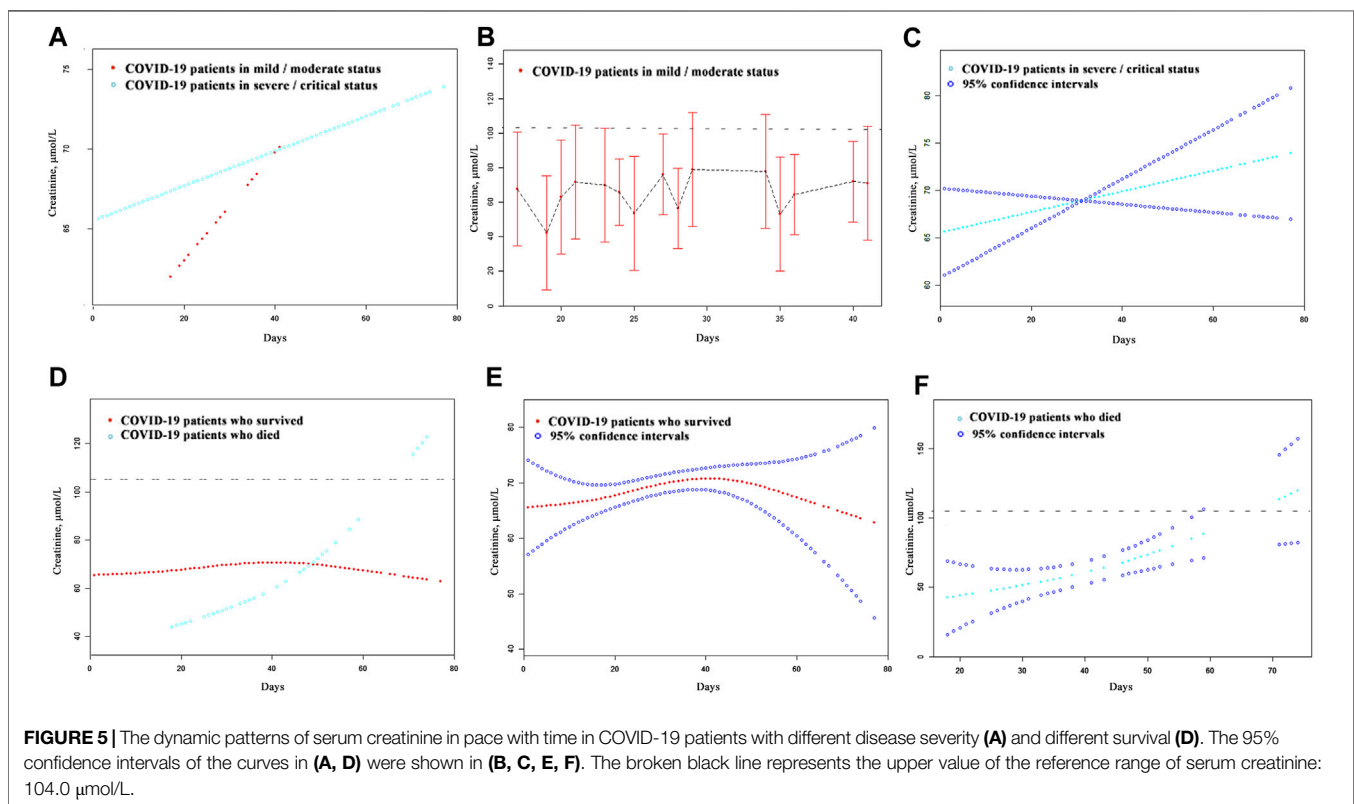 A
75
70
65
Creatinine, μmol/L
COVID-19 patients in mild / moderate status
COVID-19 patients in severe / critical status
0 20 40 60 80
Days
B
140
120
100
80
60
40
20
0
Creatinine, μmol/L
COVID-19 patients in mild / moderate status
20 25 30 35 40
Days
C
80
75
70
65
60
Creatinine, μmol/L
COVID-19 patients in severe / critical status
95% confidence intervals
0 20 40 60 80
Days
D
120
100
80
60
40
Creatinine, μmol/L
COVID-19 patients who survived
COVID-19 patients who died
0 20 40 60 80
Days
E
80
70
60
50
40
Creatinine, μmol/L
COVID-19 patients who survived
95% confidence intervals
0 20 40 60 80
Days
F
150
100
50
0
Creatinine, μmol/L
COVID-19 patients who died
95% confidence intervals
20 30 40 50 60 70
Days
FIGURE 5 | The dynamic patterns of serum creatinine in pace with time in COVID-19 patients with different disease severity (A) and different survival (D). The 95%
confidence intervals of the curves in (A, D) were shown in (B, C, E, F). The broken black line represents the upper value of the reference range of serum creatinine:
104.0 μmol/L.